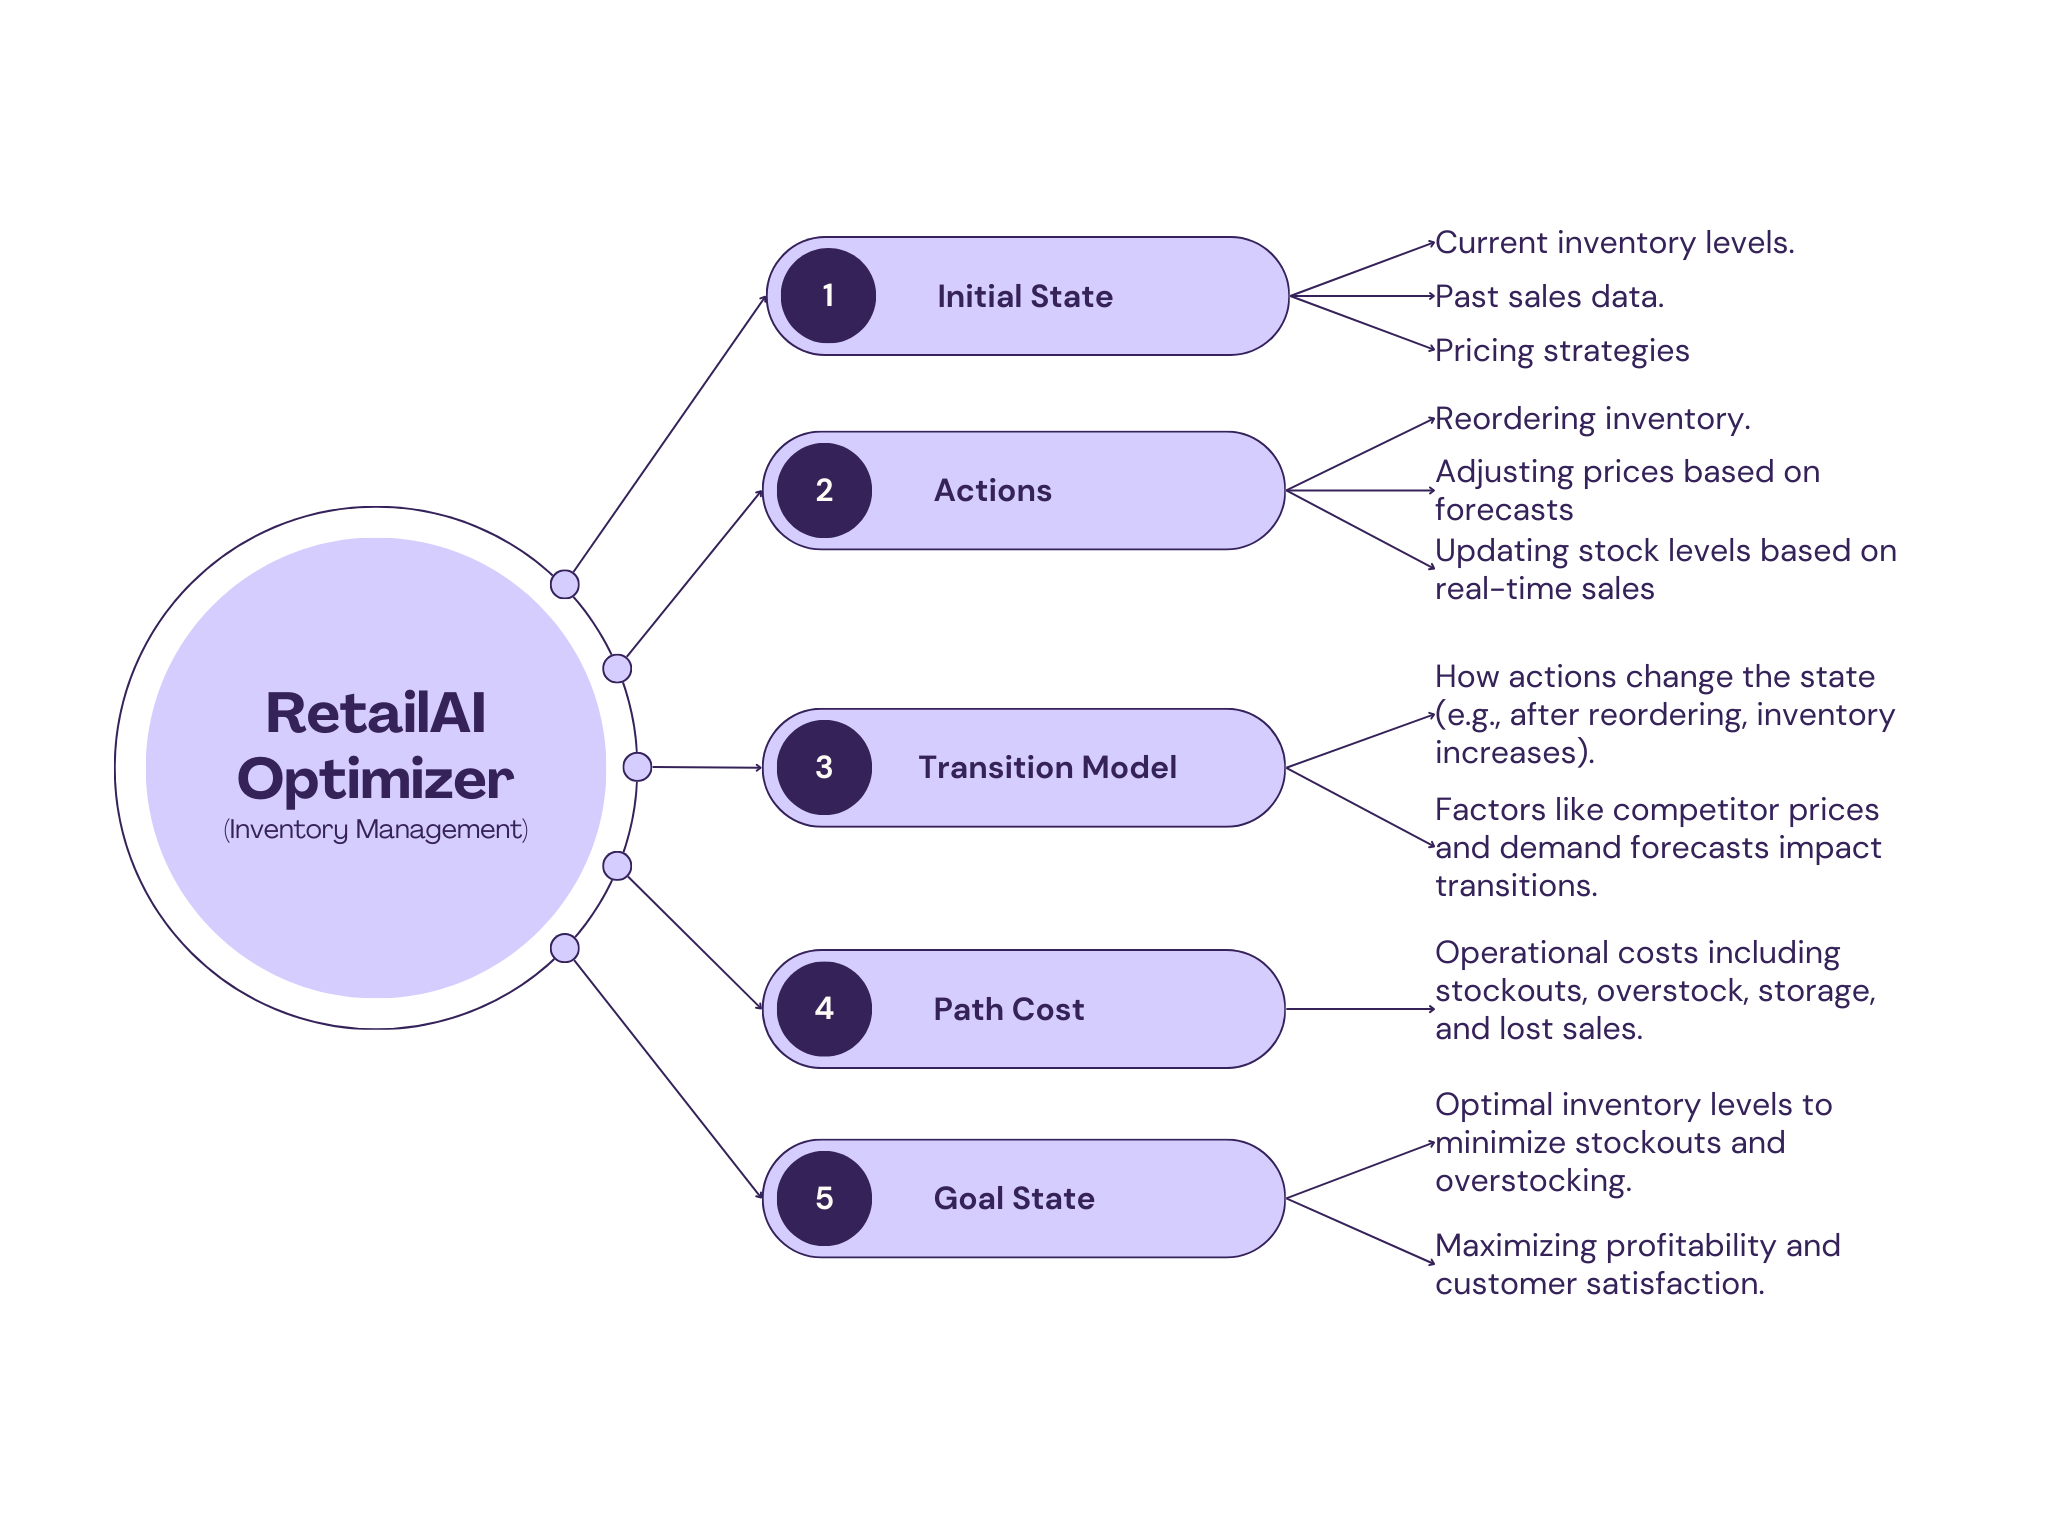 RetailAI
Optimizer
(Inventory Management)
1
Initial State
Current inventory levels.
Past sales data.
Pricing strategies
2
Actions
Reordering inventory.
Adjusting prices based on
forecasts
Updating stock levels based on
real-time sales
3
Transition Model
How actions change the state
(e.g., after reordering, inventory
increases).
Factors like competitor prices
and demand forecasts impact
transitions.
4
Path Cost
Operational costs including
stockouts, overstock, storage,
and lost sales.
5
Goal State
Optimal inventory levels to
minimize stockouts and
overstocking.
Maximizing profitability and
customer satisfaction.